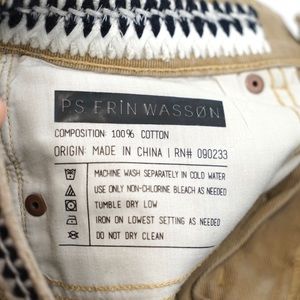 PS ERIN WASSØN
COMPOSITION: 100% COTTON
ORIGIN: MADE IN CHINA | RN# 090233
MACHINE WASH SEPARATELY IN COLD WATER
USE ONLY NON-CHLORINE BLEACH AS NEEDED
TUMBLE DRY LOW
IRON ON LOWEST SETTING AS NEEDED
DO NOT DRY CLEAN